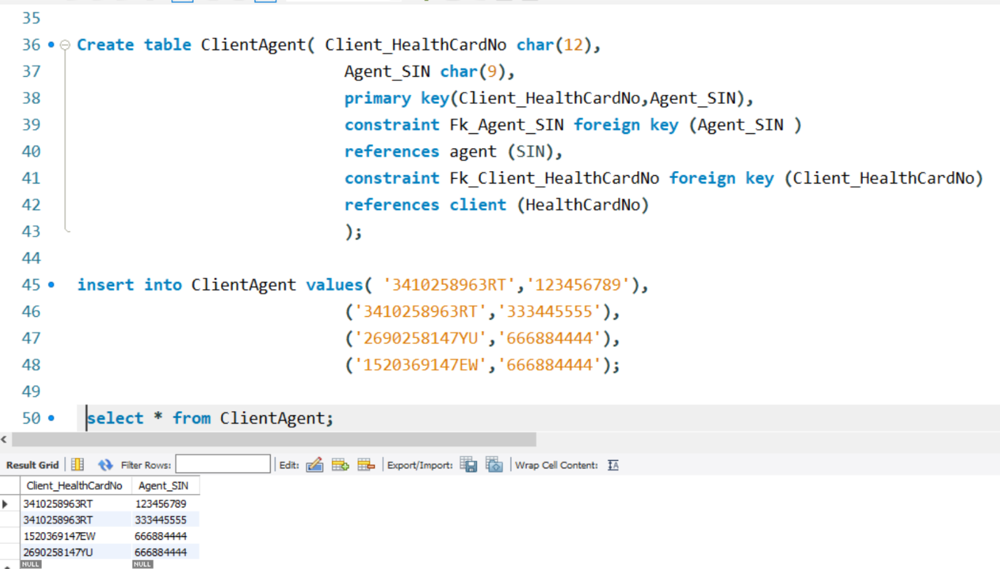 35
36 Create table ClientAgent( Client_HealthCardNo char(12),
37 Agent_SIN char(9),
38 primary key(Client_HealthCardNo,Agent_SIN),
39 constraint Fk_Agent_SIN foreign key (Agent_SIN )
40 references agent (SIN),
41 constraint Fk_Client_HealthCardNo foreign key (Client_HealthCardNo)
42 references client (HealthCardNo)
43 );
44
45 insert into ClientAgent values( '3410258963RT','123456789'),
46 ('3410258963RT','333445555'),
47 ('2690258147YU','666884444'),
48 ('1520369147EW','666884444');
49
50 select * from ClientAgent;
Result Grid Filter Rows: Edit: Export/Import: Wrap Cell Content:
Client_HealthCardNo Agent_SIN
3410258963RT 123456789
3410258963RT 333445555
1520369147EW 666884444
2690258147YU 666884444
NULL NULL